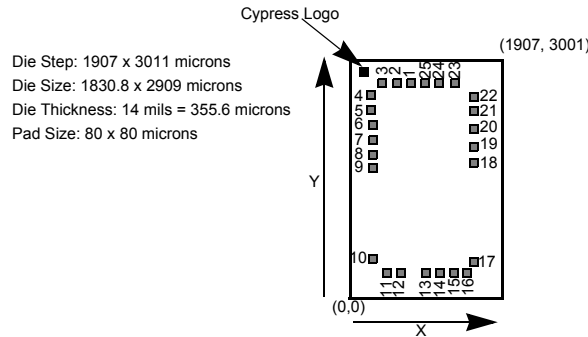 Cypress Logo
(1907, 3001)
Die Step: 1907 x 3011 microns
Die Size: 1830.8 x 2909 microns
Die Thickness: 14 mils = 355.6 microns
Pad Size: 80 x 80 microns
3 2 1 25 24 23
4
5
6
7
8
9
22
21
20
19
18
Y
10
17
11 12 13 14 15 16
(0,0)
X